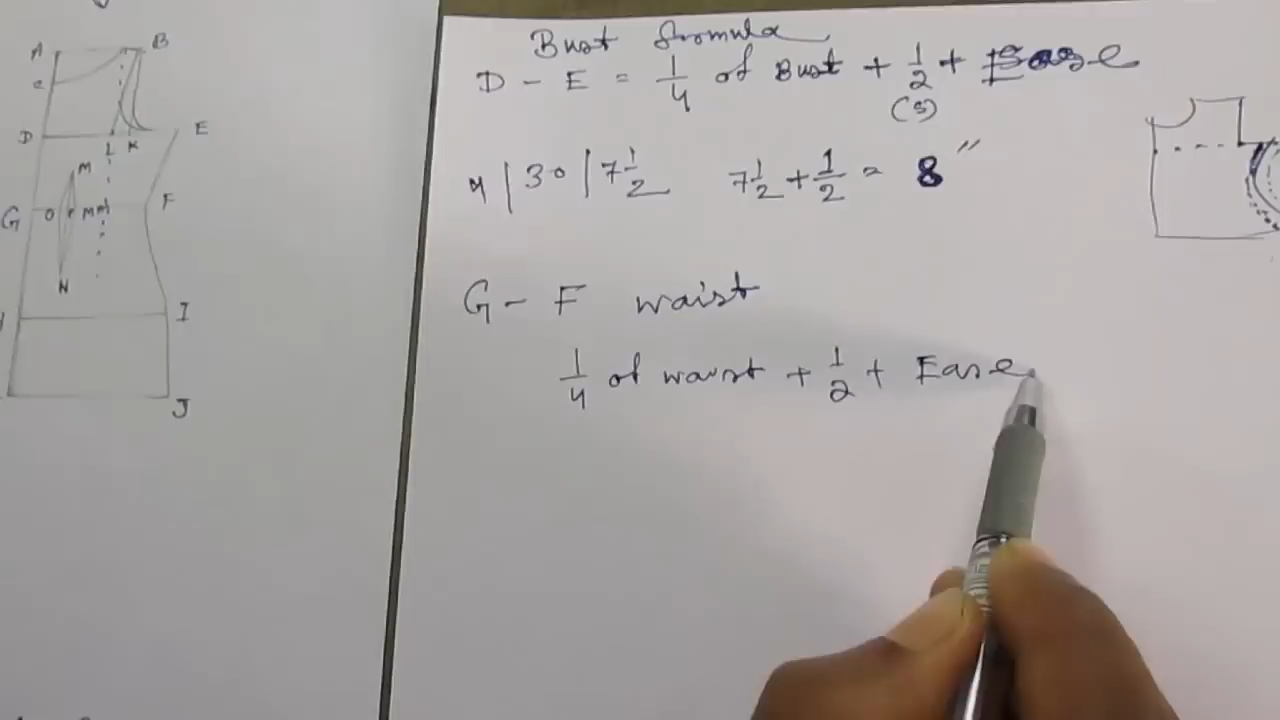 A B
C
D L K E
M
G O P M F
N
I
J
Bust formula
D - E = 1/4 of Bust + 1/2 + Ease
(s)
4 | 30 | 7 1/2 7 1/2 + 1/2 = 8"
G - F waist
1/4 of waist + 1/2 + Ease